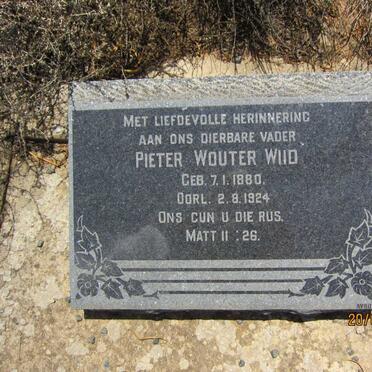 MET LIEFDEVOLLE HERINNERING
AAN ONS DIERBARE VADER
PIETER WOUTER WIID
GEB. 7.1.1880.
OORL. 2.8.1924
ONS GUN U DIE RUS.
MATT 11:26.
20/